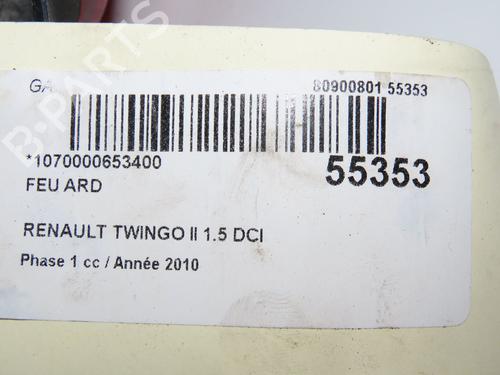 B-PARTS
GA 80900801 55353
*1070000653400 55353
FEU ARD
RENAULT TWINGO II 1.5 DCI
Phase 1 cc / Année 2010